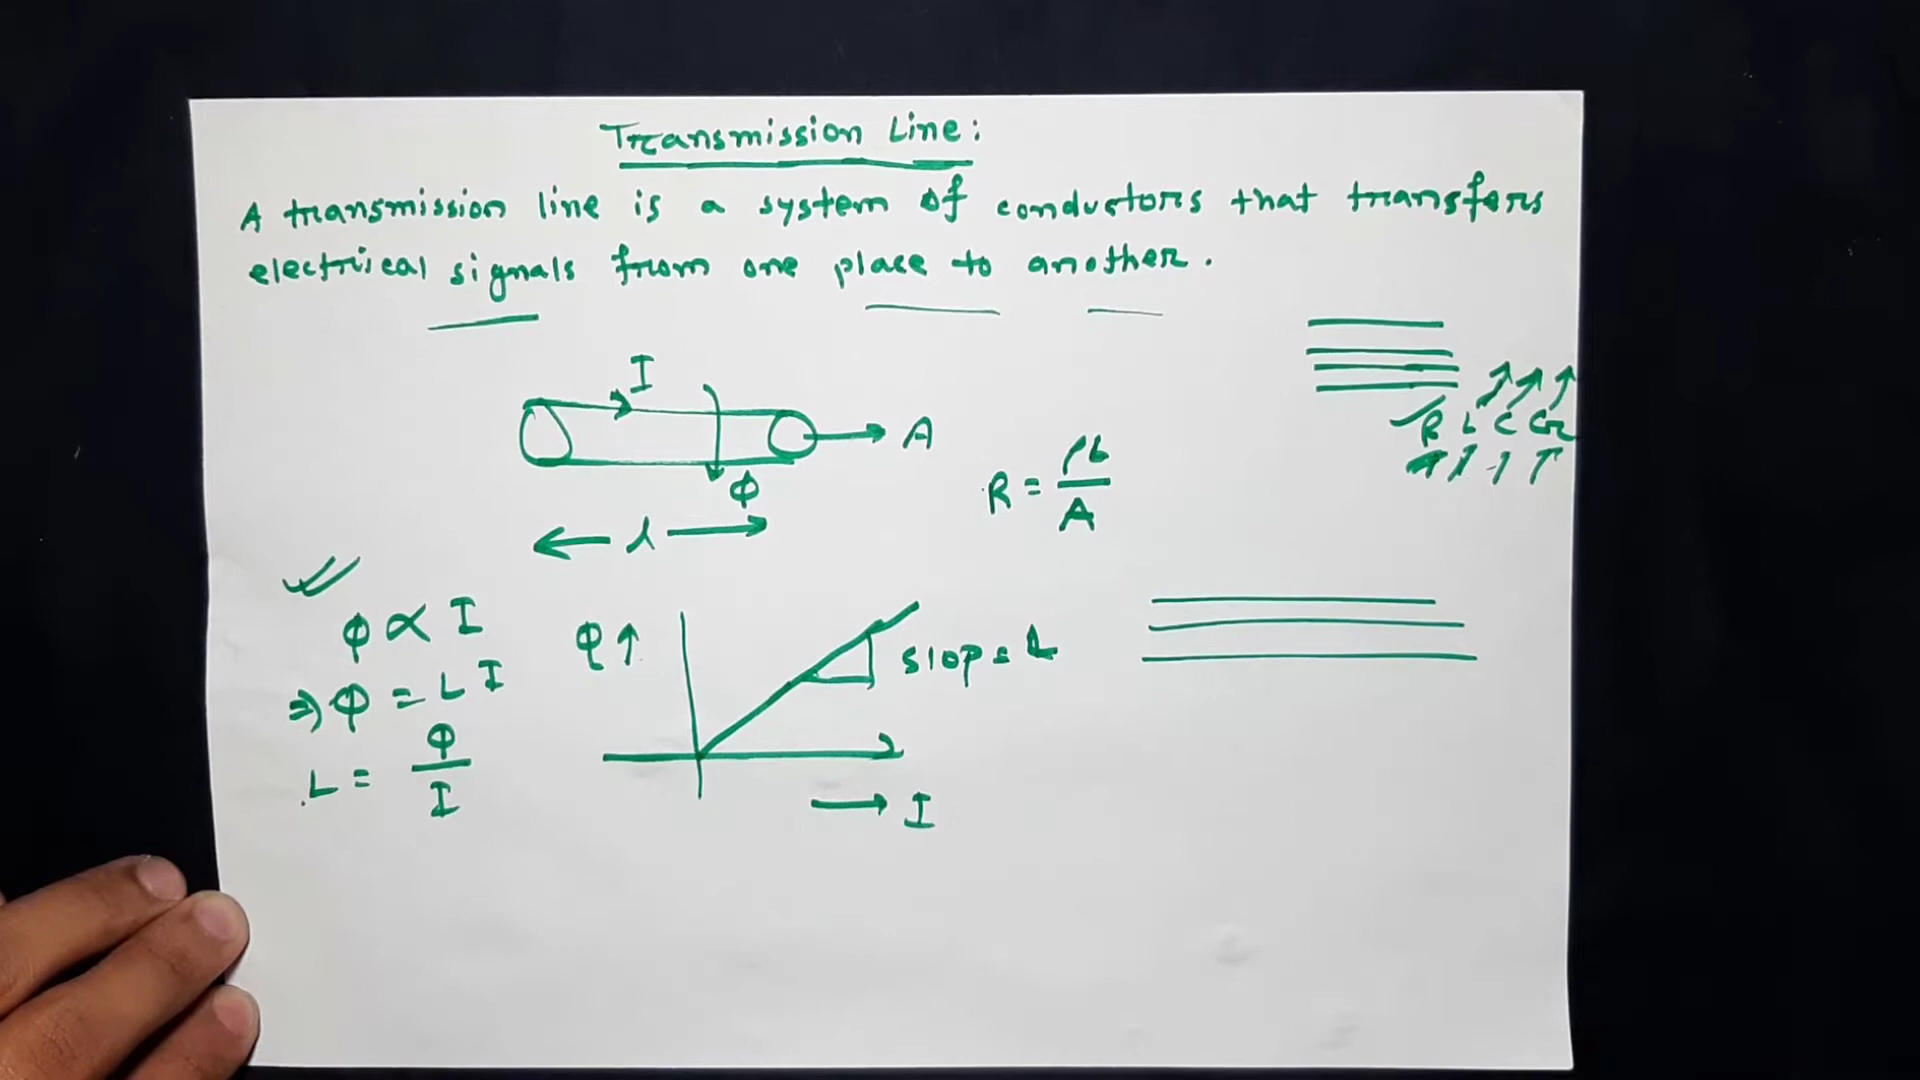 Transmission Line:
A transmission line is a system of conductors that transfers
electrical signals from one place to another.
I
A
Φ
l
R = ρL / A
R L C G
Φ ∝ I
⇒ Φ = L I
L = Φ / I
Φ ↑
slop = L
→ I